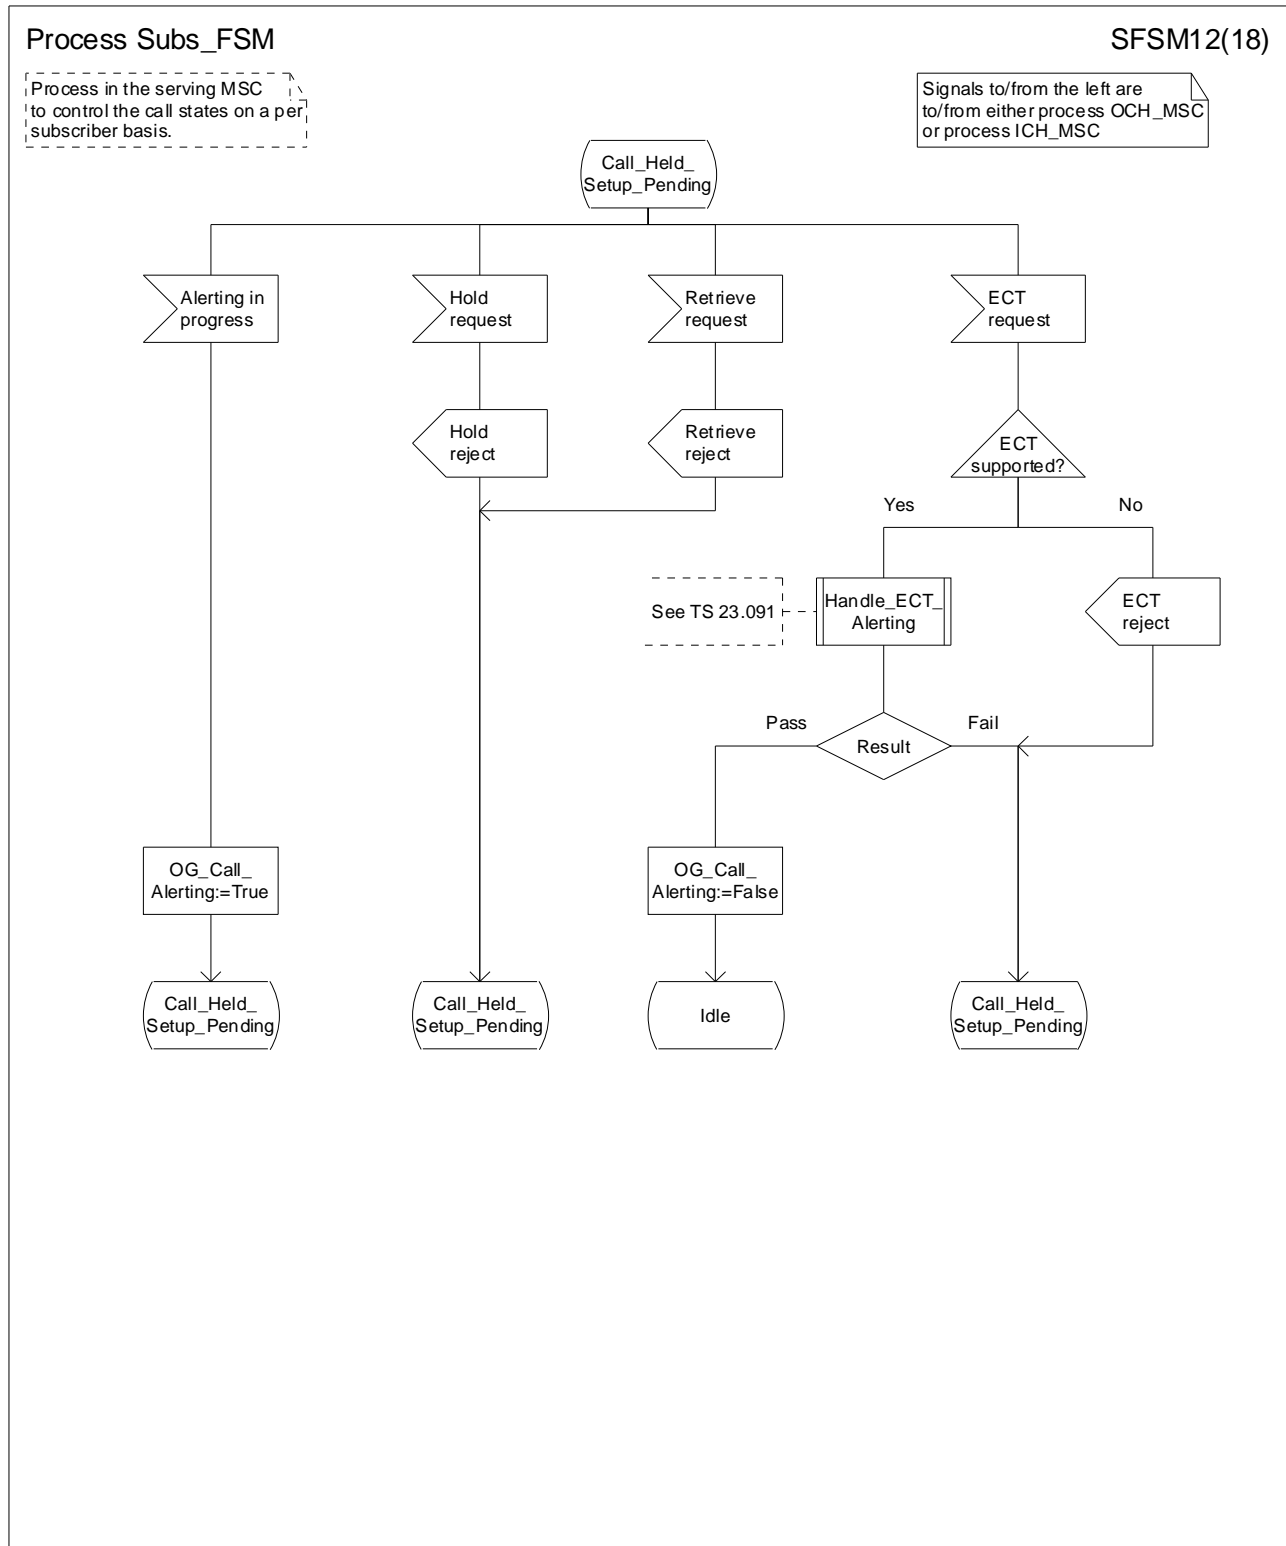 Process Subs_FSM
SFSM12(18)
Process in the serving MSC
to control the call states on a per
subscriber basis.
Signals to/from the left are
to/from either process OCH_MSC
or process ICH_MSC
Call_Held_
Setup_Pending
Alerting in
progress
Hold
request
Retrieve
request
ECT
request
Hold
reject
Retrieve
reject
ECT
supported?
Yes
No
See TS 23.091
Handle_ECT_
Alerting
ECT
reject
Pass
Result
Fail
OG_Call_
Alerting:=True
OG_Call_
Alerting:=False
Call_Held_
Setup_Pending
Call_Held_
Setup_Pending
Idle
Call_Held_
Setup_Pending